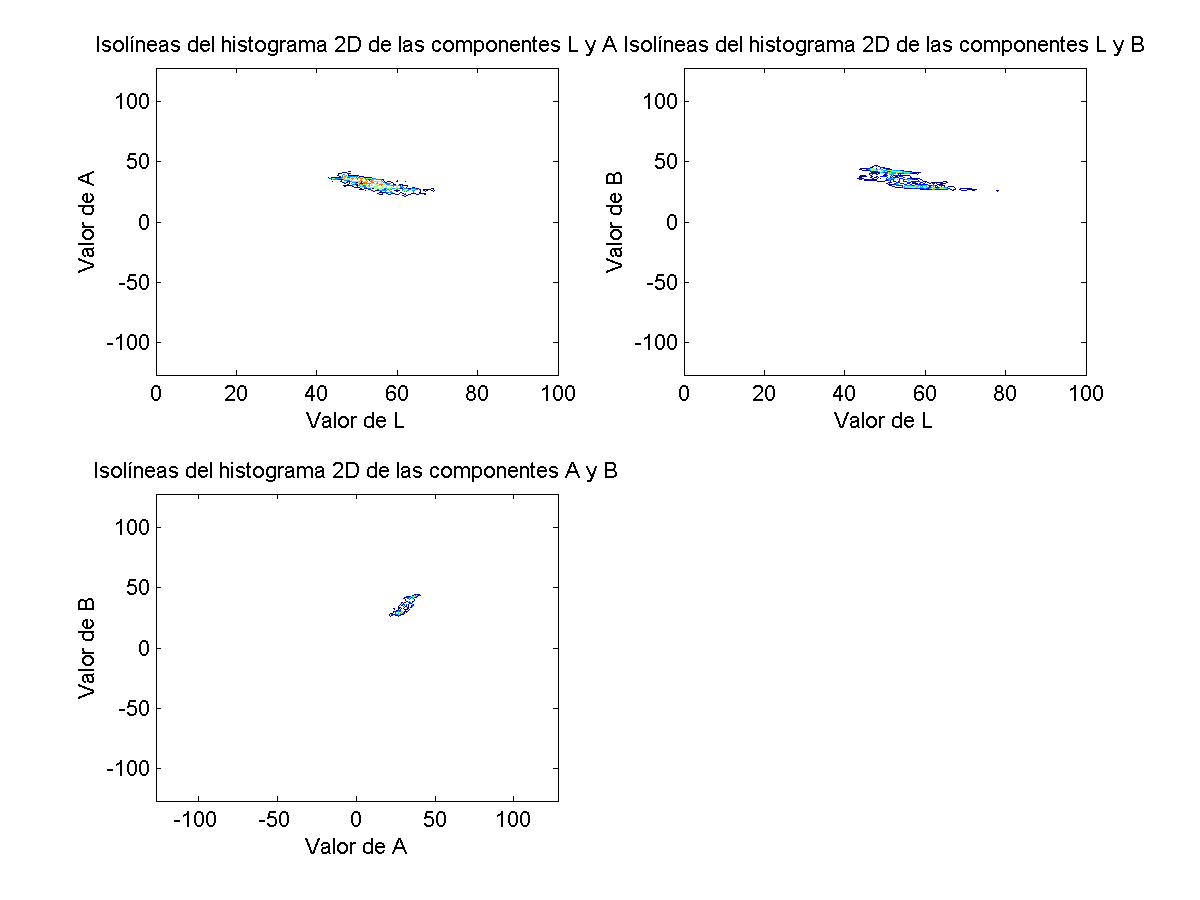 Isolíneas del histograma 2D de las componentes L y A
100
50
0
-50
-100
Valor de A
0 20 40 60 80 100
Valor de L
Isolíneas del histograma 2D de las componentes L y B
100
50
0
-50
-100
Valor de B
0 20 40 60 80 100
Valor de L
Isolíneas del histograma 2D de las componentes A y B
100
50
0
-50
-100
Valor de B
-100 -50 0 50 100
Valor de A